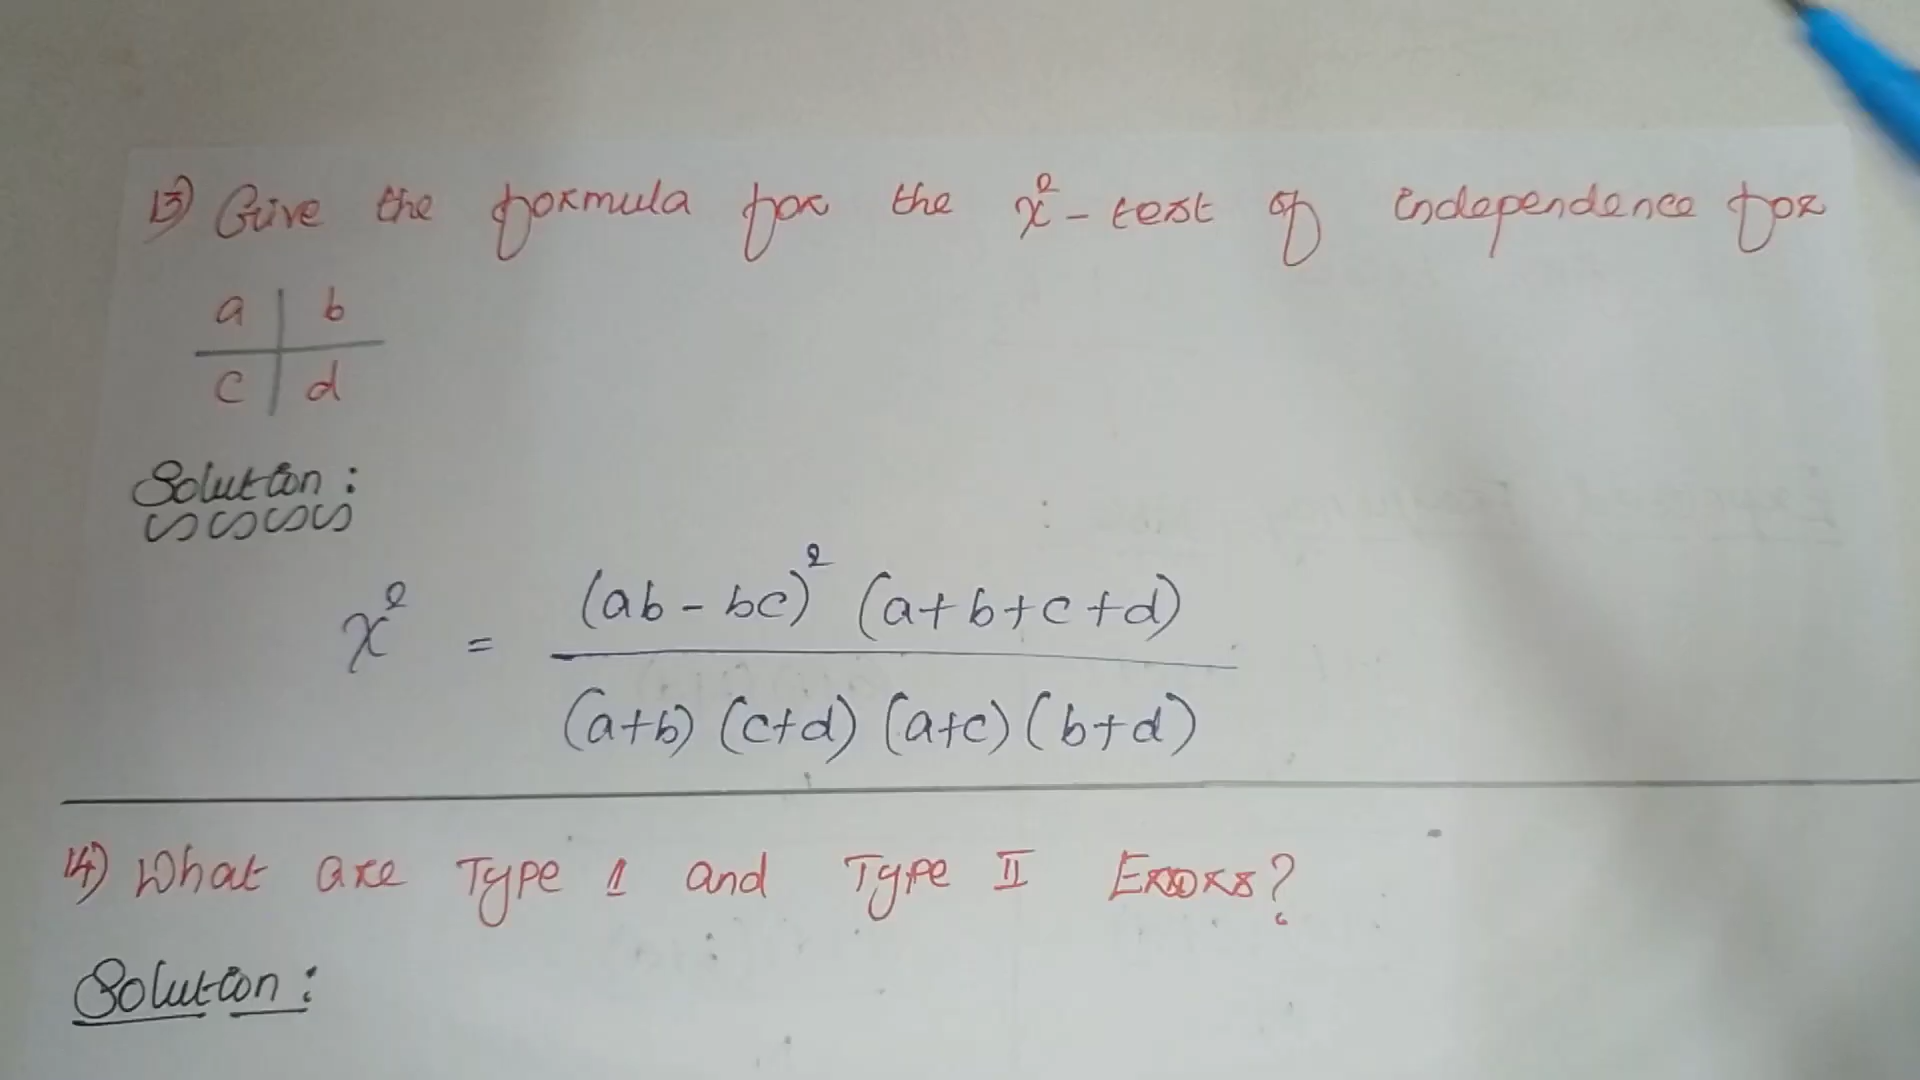 13) Give the formula for the χ²-test of independence for
a | b
c | d
Solution:
χ² = (ab - bc)² (a+b+c+d)
(a+b) (c+d) (a+c) (b+d)
14) What are Type 1 and Type II Errors?
Solution: